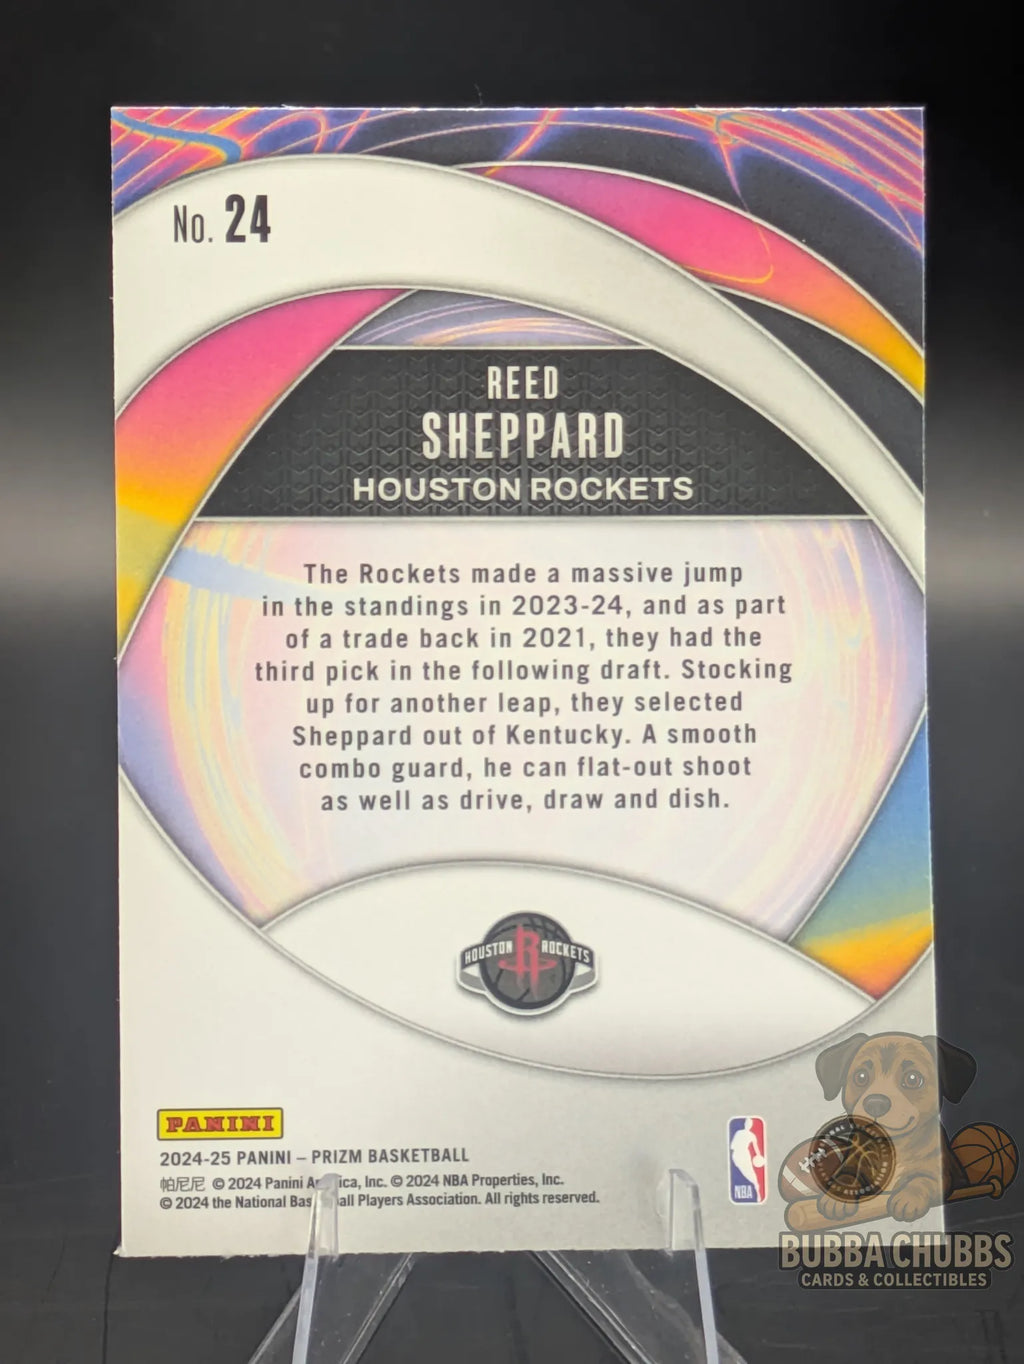 No. 24
REED
SHEPPARD
HOUSTON ROCKETS
The Rockets made a massive jump
in the standings in 2023-24, and as part
of a trade back in 2021, they had the
third pick in the following draft. Stocking
up for another leap, they selected
Sheppard out of Kentucky. A smooth
combo guard, he can flat-out shoot
as well as drive, draw and dish.
HOUSTON R ROCKETS
PANINI
2024-25 PANINI – PRIZM BASKETBALL
帕尼尼 © 2024 Panini America, Inc. © 2024 NBA Properties, Inc.
© 2024 the National Basketball Players Association. All rights reserved.
NBA
BUBBA CHUBBS
CARDS & COLLECTIBLES